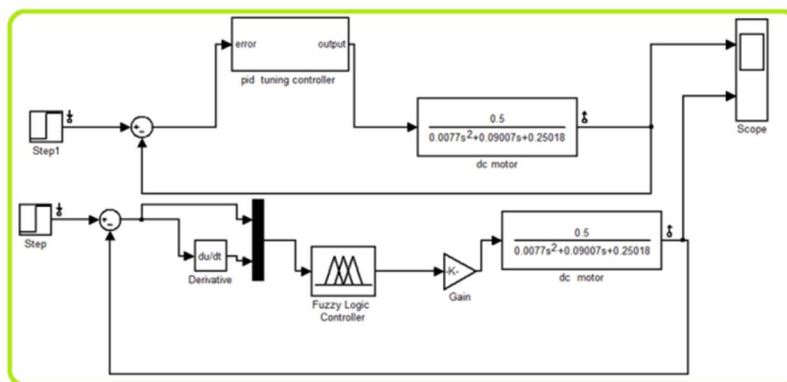 error output
pid tuning controller
+
-
Step1
0.5
0.0077s²+0.09007s+0.25018
dc motor
Scope
+
-
Step
du/dt
Derivative
Fuzzy Logic
Controller
-K-
Gain
0.5
0.0077s²+0.09007s+0.25018
dc motor